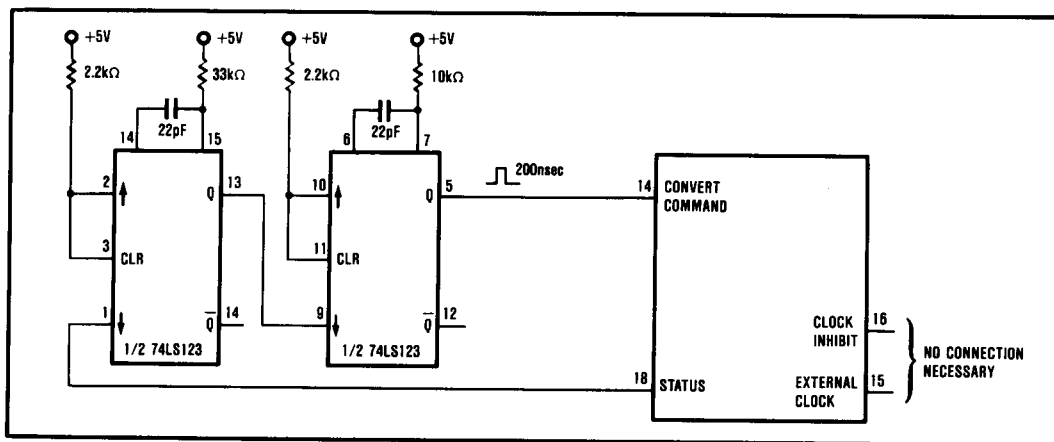 +5V +5V +5V +5V
2.2kΩ 33kΩ 2.2kΩ 10kΩ
22pF 22pF
14 15 6 7
2 13 Q
3 CLR
1 Q 14
1/2 74LS123
10 5 Q
11 CLR
9 Q 12
1/2 74LS123
200nsec
14 CONVERT
COMMAND
CLOCK 16
INHIBIT
18 STATUS
EXTERNAL 15
CLOCK
NO CONNECTION
NECESSARY